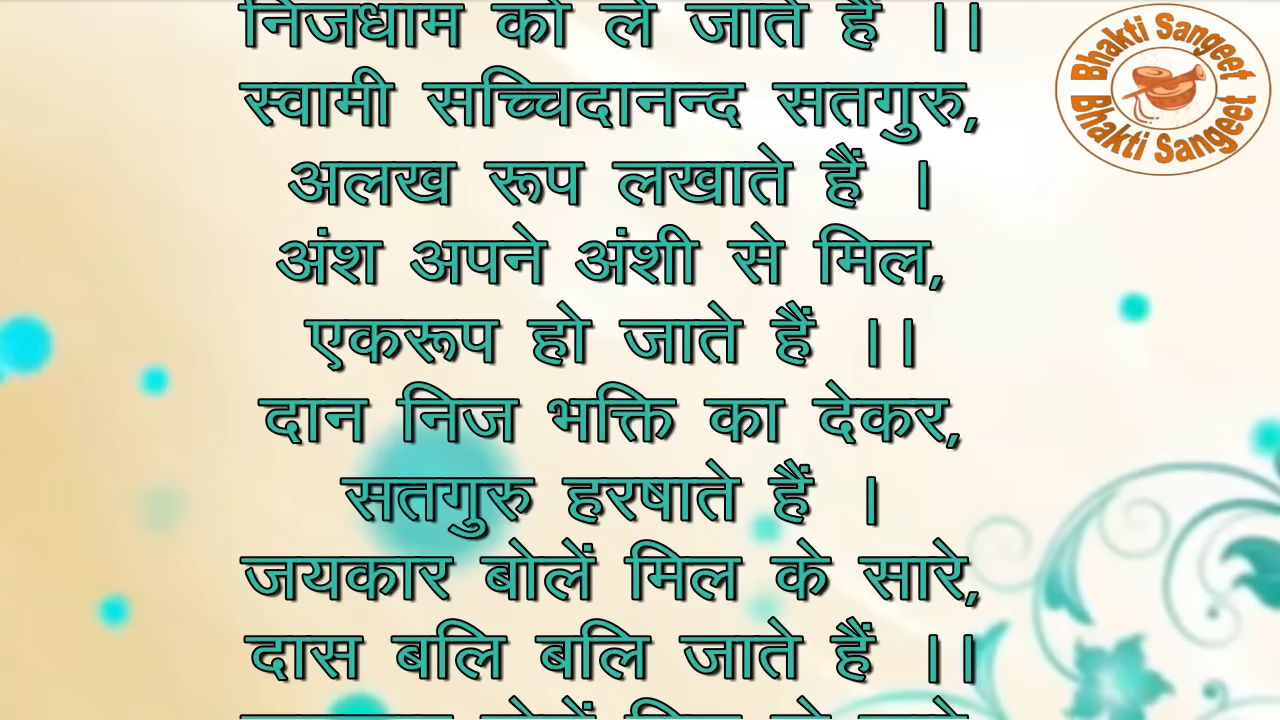 निजधाम को ले जाते हैं ।।
स्वामी सच्चिदानन्द सतगुरु,
अलख रूप लखाते हैं ।
अंश अपने अंशी से मिल,
एकरूप हो जाते हैं ।।
दान निज भक्ति का देकर,
सतगुरु हरषाते हैं ।
जयकार बोलें मिल के सारे,
दास बलि बलि जाते हैं ।।
Bhakti Sangeet
Bhakti Sangeet